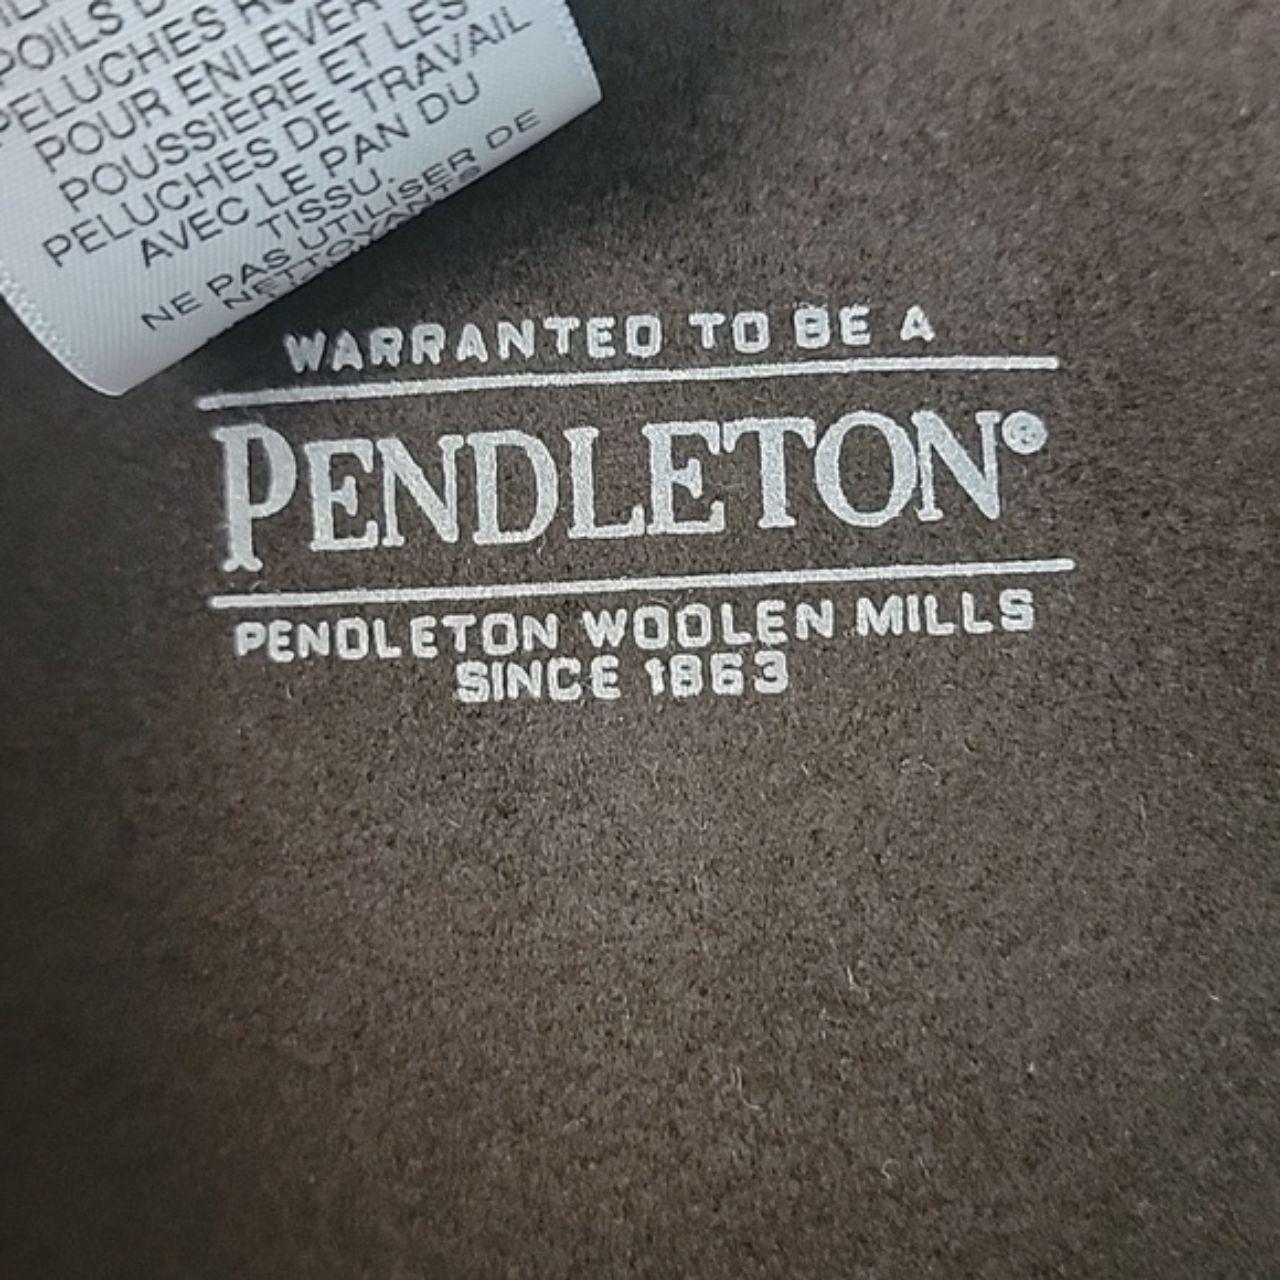 POILS D
PELUCHES
POUR ENLEVER
POUSSIÈRE ET LES
PELUCHES DE TRAVAIL
AVEC LE PAN DU
TISSU.
NE PAS UTILISER DE
NETTOYANTS
WARRANTED TO BE A
PENDLETON®
PENDLETON WOOLEN MILLS
SINCE 1863